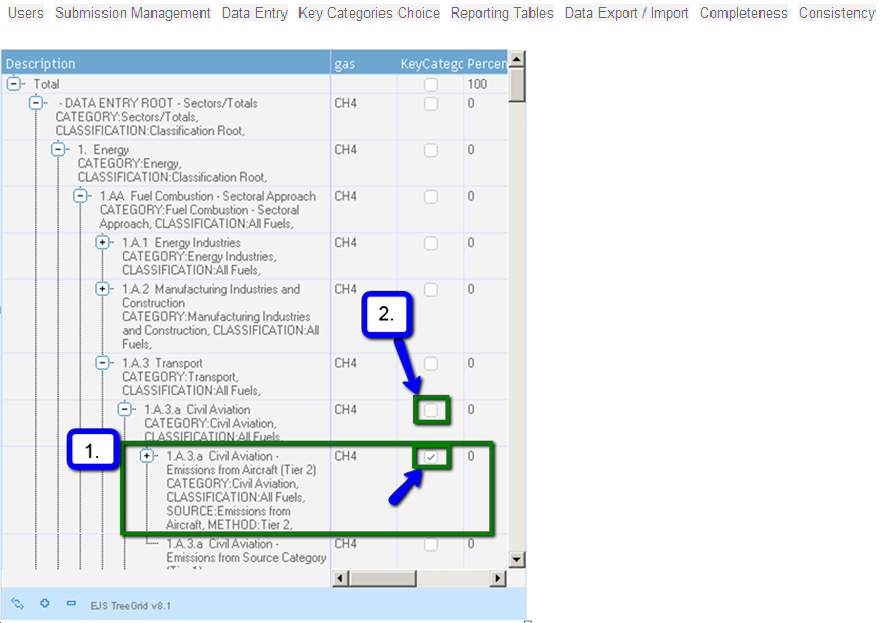 Users Submission Management Data Entry Key Categories Choice Reporting Tables Data Export / Import Completeness Consistency
Description gas KeyCatego Percen
Total 100
- DATA ENTRY ROOT - Sectors/Totals CH4 0
CATEGORY:Sectors/Totals,
CLASSIFICATION:Classification Root,
1. Energy CH4 0
CATEGORY:Energy,
CLASSIFICATION:Classification Root,
1.AA Fuel Combustion - Sectoral Approach CH4 0
CATEGORY:Fuel Combustion - Sectoral
Approach, CLASSIFICATION:All Fuels,
1.A.1 Energy Industries CH4 0
CATEGORY:Energy Industries,
CLASSIFICATION:All Fuels,
1.A.2 Manufacturing Industries and CH4 0
Construction
CATEGORY:Manufacturing Industries
and Construction, CLASSIFICATION:All
Fuels,
2.
1.A.3 Transport CH4 0
CATEGORY:Transport,
CLASSIFICATION:All Fuels,
1.A.3.a Civil Aviation CH4 0
CATEGORY:Civil Aviation,
CLASSIFICATION:All Fuels,
1.
1.A.3.a Civil Aviation - CH4 0
Emissions from Aircraft (Tier 2)
CATEGORY:Civil Aviation,
CLASSIFICATION:All Fuels,
SOURCE:Emissions from
Aircraft, METHOD:Tier 2,
1.A.3.a Civil Aviation - CH4 0
Emissions from Source Category
(Tier 1)
EJS TreeGrid v8.1